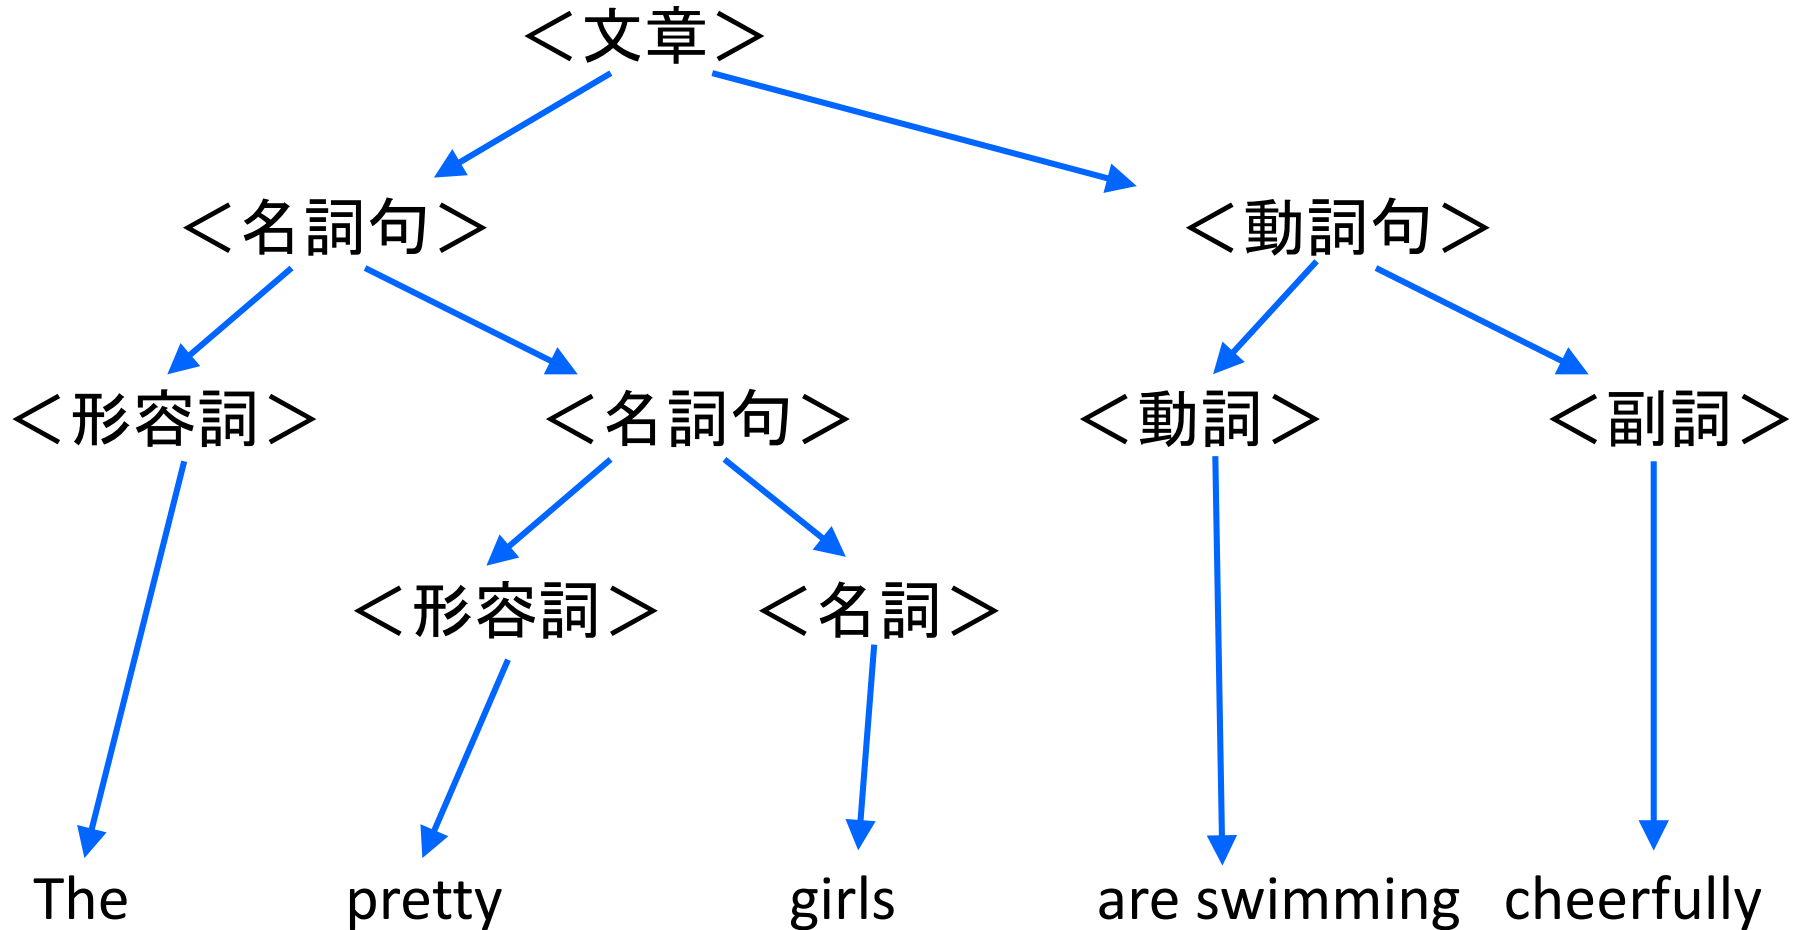 ＜文章＞
＜名詞句＞ ＜動詞句＞
＜形容詞＞ ＜名詞句＞ ＜動詞＞ ＜副詞＞
＜形容詞＞ ＜名詞＞
The pretty girls are swimming cheerfully